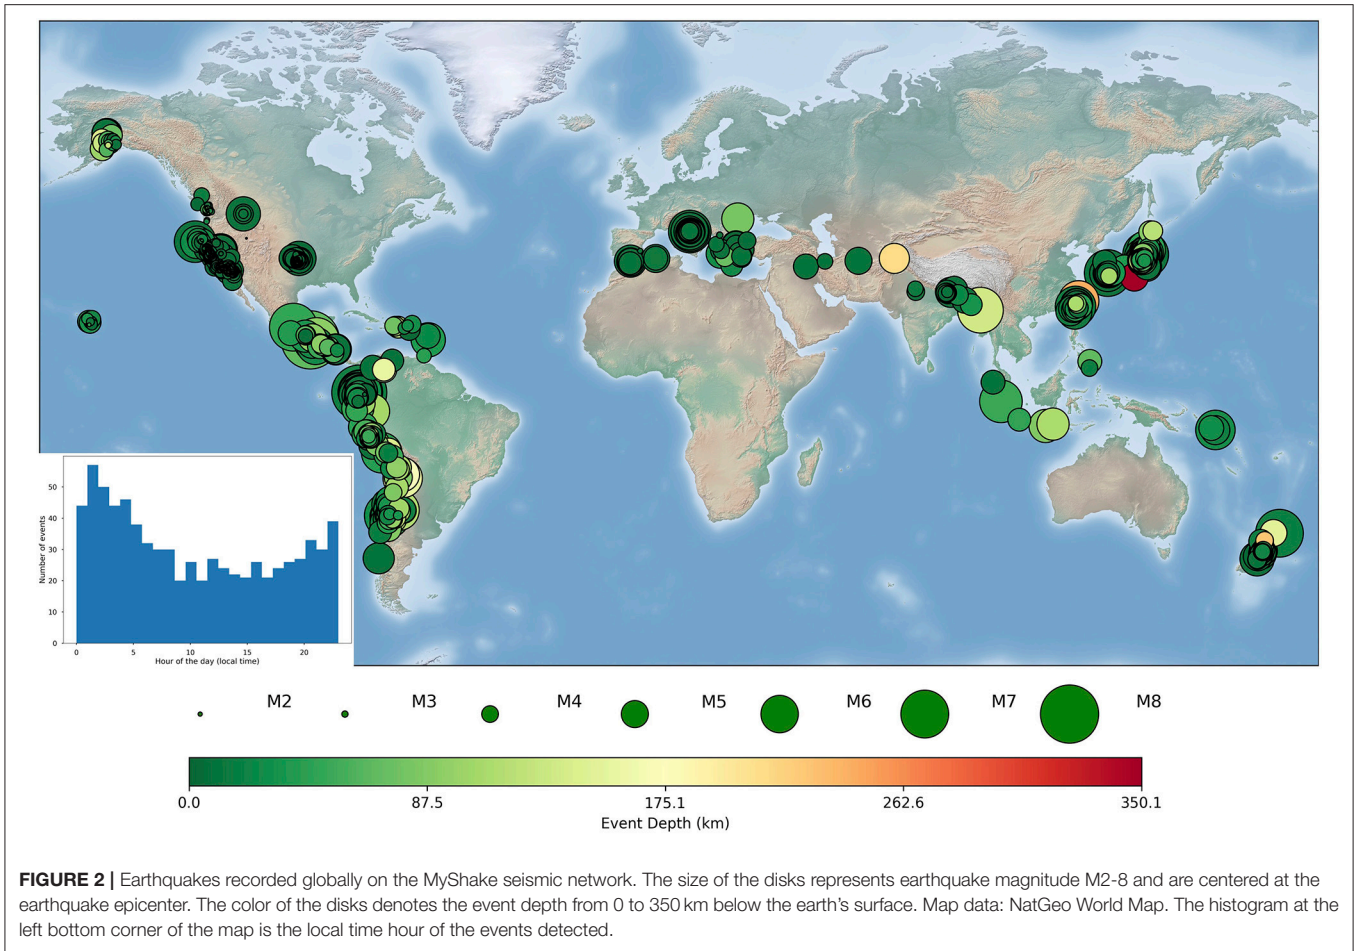 50
40
30
20
10
0
Number of events
0 5 10 15 20
Hour of the day (local time)
M2 M3 M4 M5 M6 M7 M8
0.0 87.5 175.1 262.6 350.1
Event Depth (km)
FIGURE 2 | Earthquakes recorded globally on the MyShake seismic network. The size of the disks represents earthquake magnitude M2-8 and are centered at the
earthquake epicenter. The color of the disks denotes the event depth from 0 to 350 km below the earth's surface. Map data: NatGeo World Map. The histogram at the
left bottom corner of the map is the local time hour of the events detected.